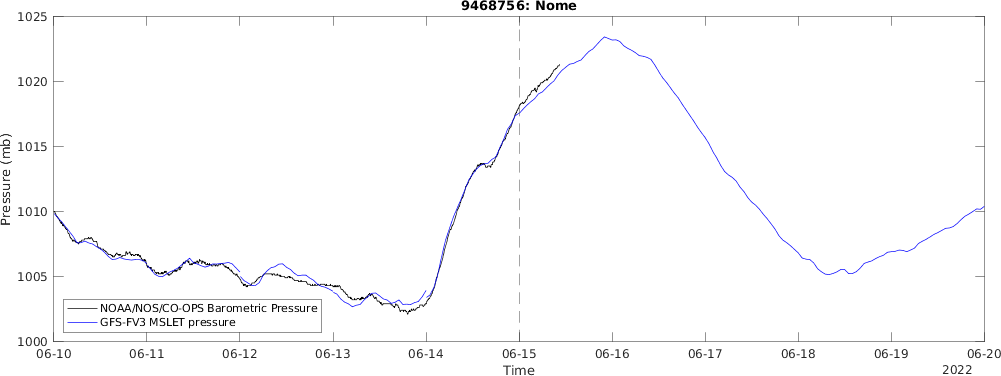 9468756: Nome
Pressure (mb)
1025
1020
1015
1010
1005
1000
NOAA/NOS/CO-OPS Barometric Pressure
GFS-FV3 MSLET pressure
06-10 06-11 06-12 06-13 06-14 06-15 06-16 06-17 06-18 06-19 06-20
Time
2022